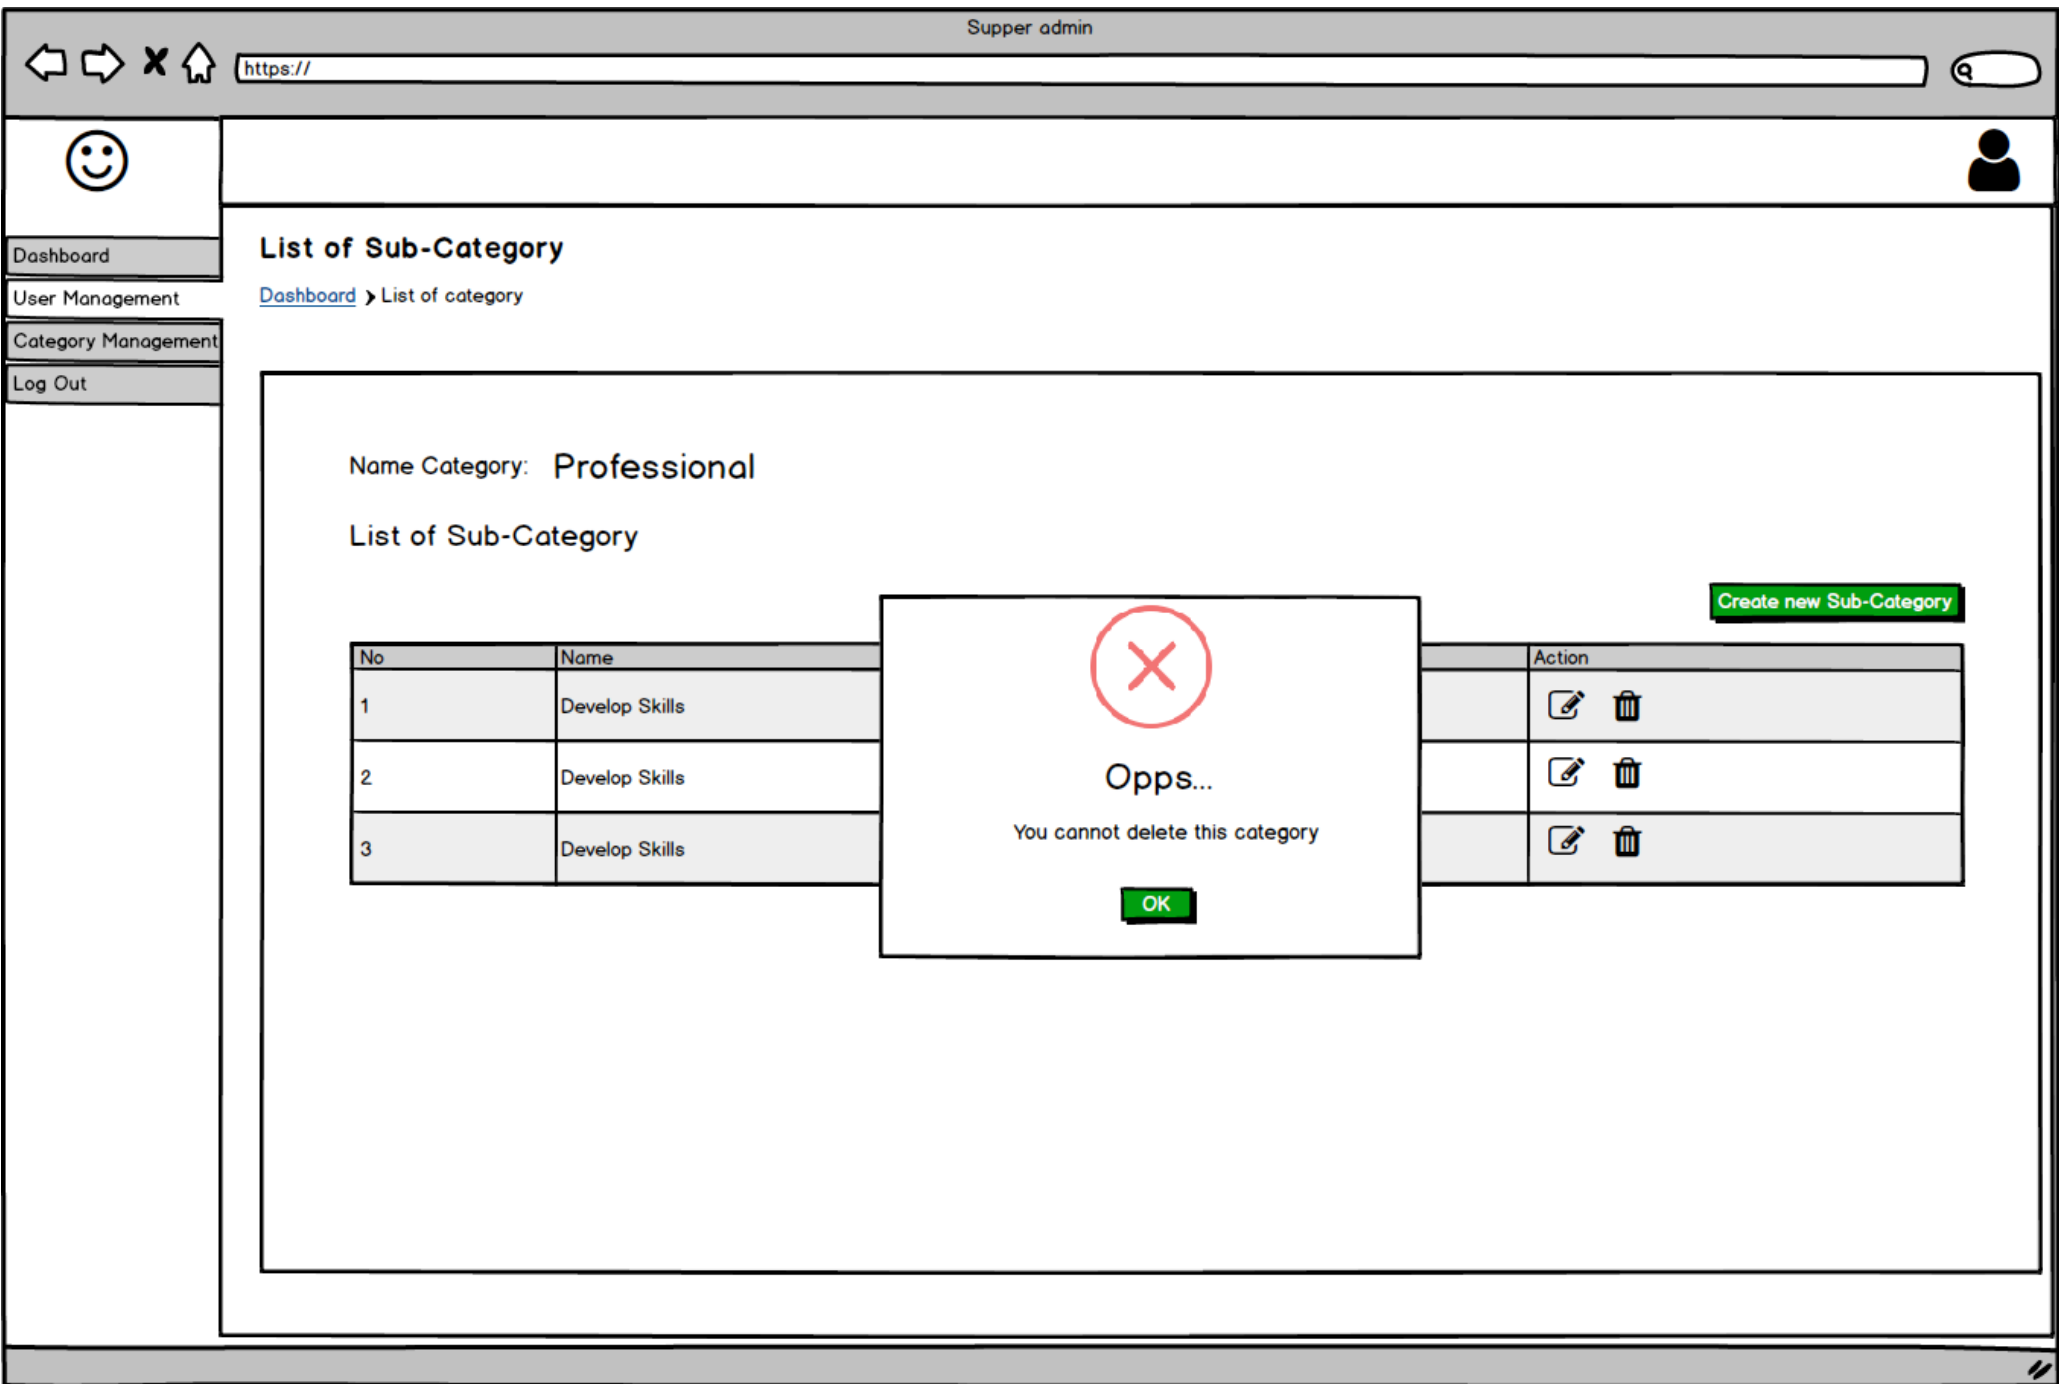 Supper admin
https://
Dashboard
User Management
Category Management
Log Out
List of Sub-Category
Dashboard List of category
Name Category: Professional
List of Sub-Category
Create new Sub-Category
No Name Action
1 Develop Skills
2 Develop Skills
3 Develop Skills
Opps...
You cannot delete this category
OK